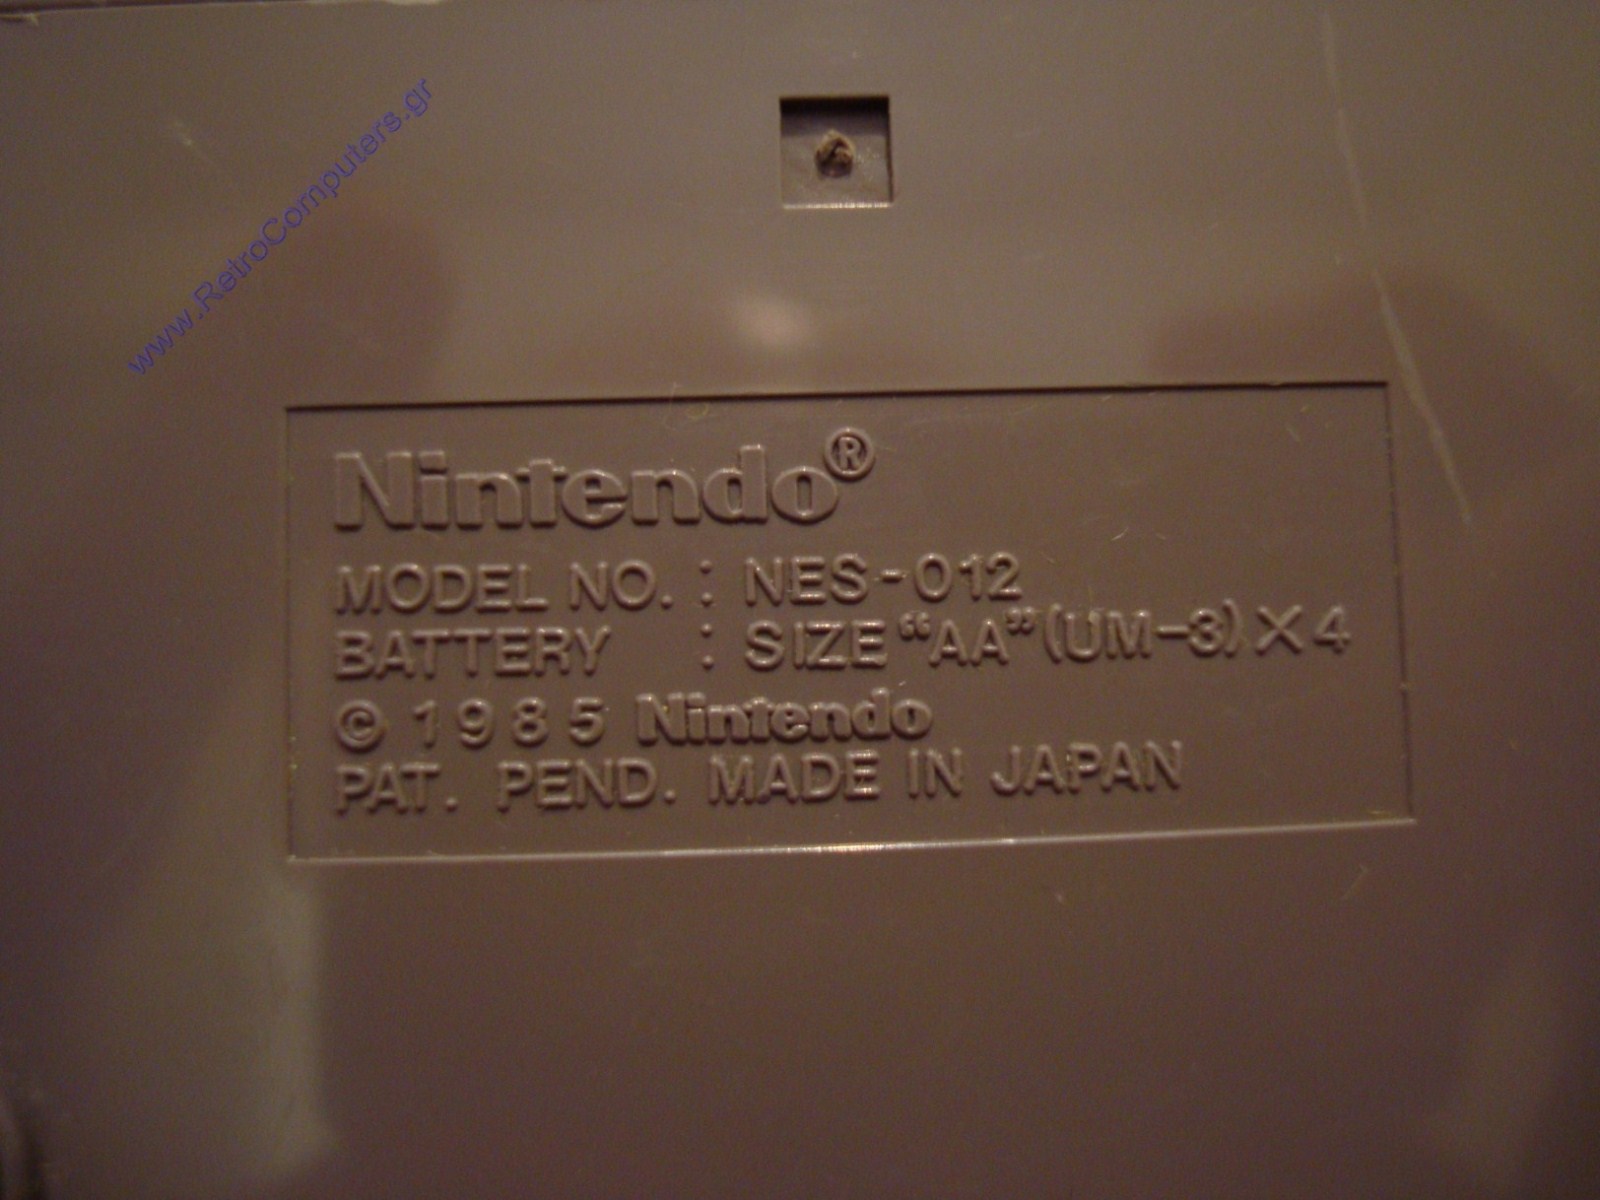 www.RetroComputers.gr
Nintendo®
MODEL NO. : NES-012
BATTERY : SIZE “AA” (UM-3) X 4
© 1985 Nintendo
PAT. PEND. MADE IN JAPAN